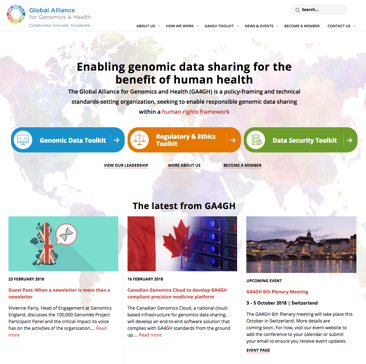 Global Alliance
for Genomics & Health
Collaborate. Innovate. Accelerate.
Search...
ABOUT US
HOW WE WORK
GA4GH TOOLKIT
NEWS & EVENTS
BECOME A MEMBER
CONTACT US
Enabling genomic data sharing for the
benefit of human health
The Global Alliance for Genomics and Health (GA4GH) is a policy-framing and technical
standards-setting organization, seeking to enable responsible genomic data sharing
within a human rights framework
Genomic Data Toolkit
Regulatory & Ethics
Toolkit
Data Security Toolkit
VIEW OUR LEADERSHIP
MORE ABOUT US
BECOME A MEMBER
The latest from GA4GH
23 FEBRUARY 2018
Guest Post: When a newsletter is more than a
newsletter
Vivienne Parry, Head of Engagement at Genomics
England, discusses the 100,000 Genomes Project
Participant Panel and the critical impact its voice
has on the activities of the organization.... Read
more
16 FEBRUARY 2018
Canadian Genomics Cloud to develop GA4GH
compliant precision medicine platform
The Canadian Genomics Cloud, a national cloud-
based infrastructure for genomics data sharing,
will develop an end-to-end software solution that
complies with GA4GH standards from the ground
up.... Read more
UPCOMING EVENT
GA4GH 6th Plenary Meeting
3 – 5 October 2018 | Switzerland
The GA4GH 6th Plenary meeting will take place this
October in Switzerland. More details are
coming soon. For now, visit our event website to
add the conference to your calendar or submit
your email to ensure you receive event updates.
EVENT PAGE